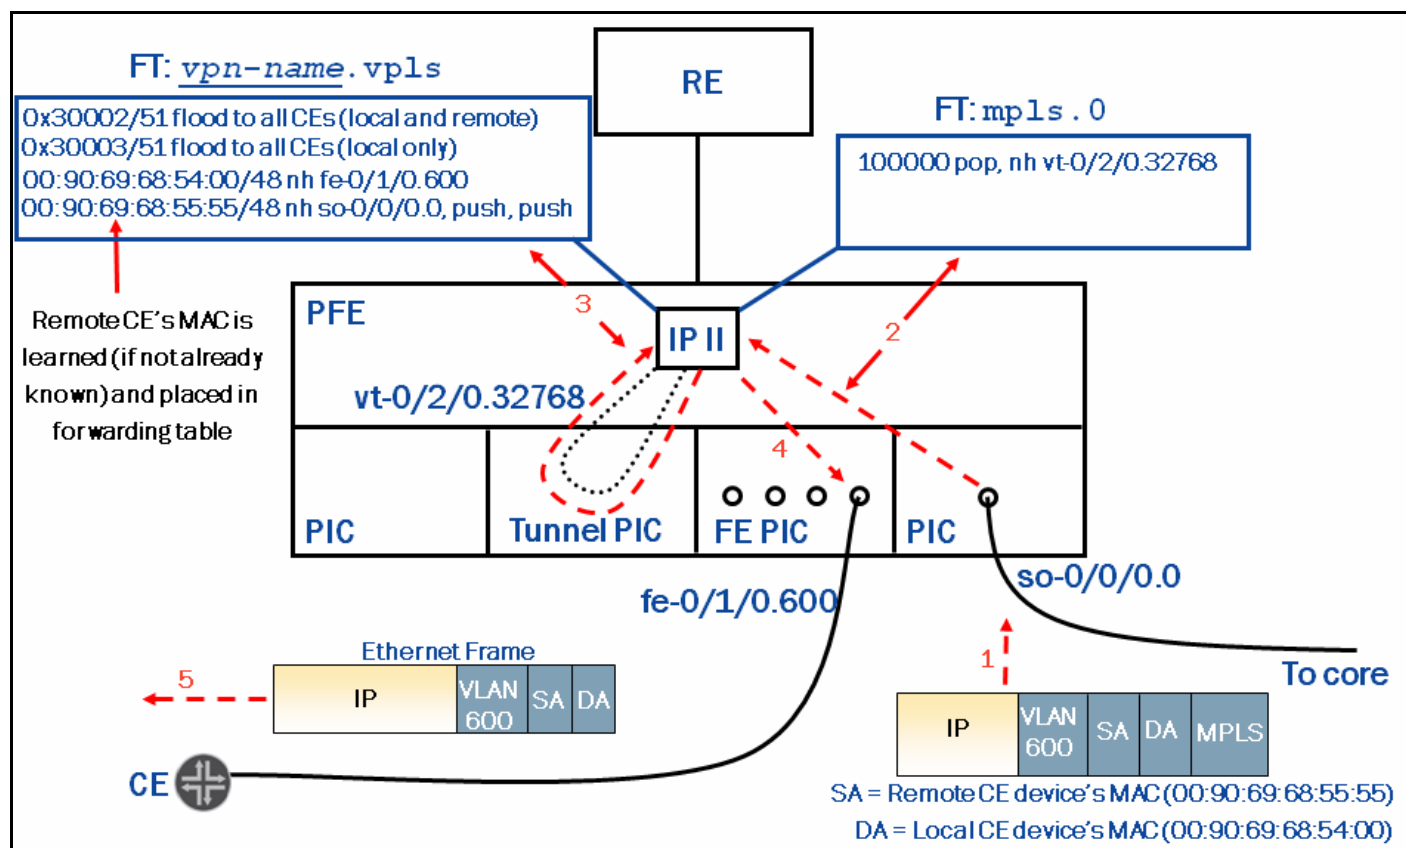 FT: vpn-name.vpls
0x30002/51 flood to all CEs (local and remote)
0x30003/51 flood to all CEs (local only)
00:90:69:68:54:00/48 nh fe-0/1/0.600
00:90:69:68:55:55/48 nh so-0/0/0.0, push, push
RE
FT: mpls.0
100000 pop, nh vt-0/2/0.32768
Remote CE's MAC is
learned (if not already
known) and placed in
forwarding table
PFE
3
IP II
2
vt-0/2/0.32768
4
PIC
Tunnel PIC
FE PIC
PIC
fe-0/1/0.600
so-0/0/0.0
1
To core
Ethernet Frame
5
IP
VLAN
600
SA
DA
CE
IP
VLAN
600
SA
DA
MPLS
SA = Remote CE device's MAC (00:90:69:68:55:55)
DA = Local CE device's MAC (00:90:69:68:54:00)